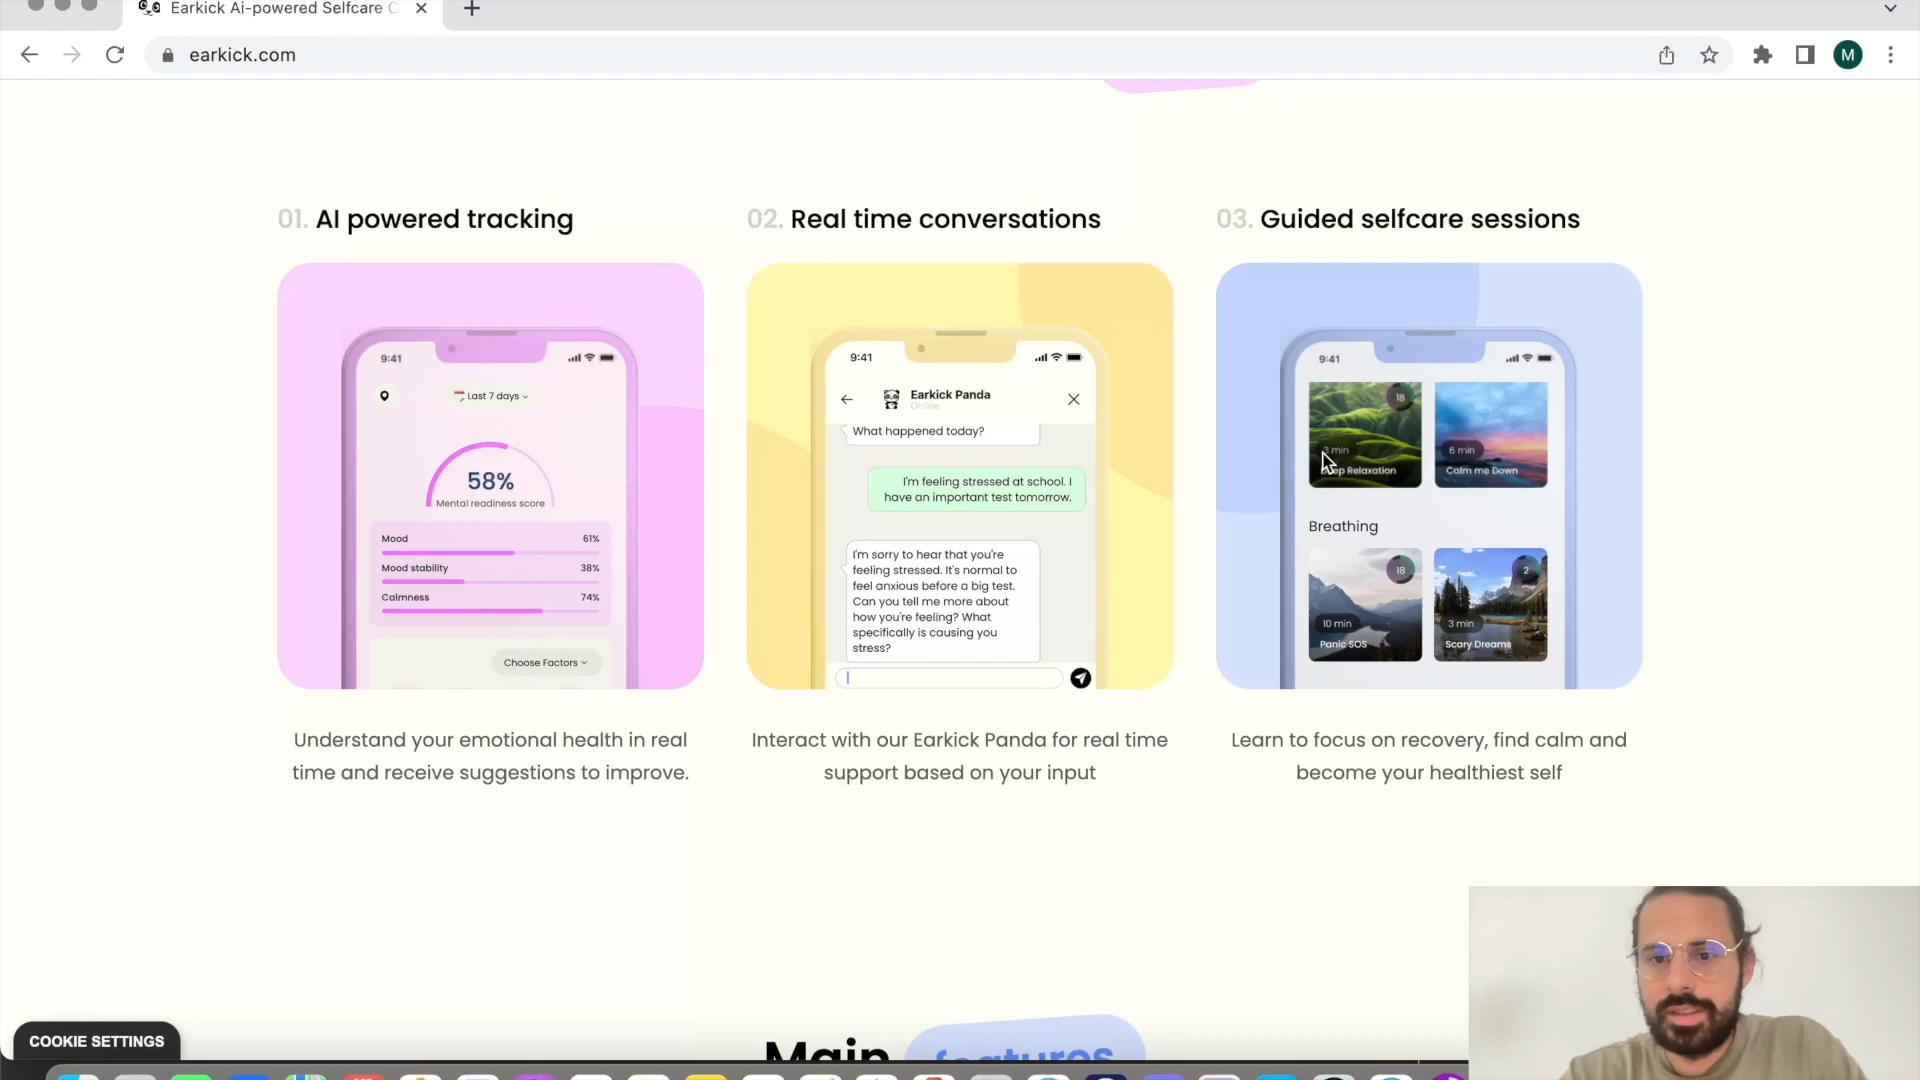 Earkick Ai-powered Selfcare C
earkick.com
M
01. AI powered tracking
9:41
Last 7 days
58%
Mental readiness score
Mood 61%
Mood stability 38%
Calmness 74%
Choose Factors
Understand your emotional health in real
time and receive suggestions to improve.
02. Real time conversations
9:41
Earkick Panda
Online
What happened today?
I'm feeling stressed at school. I
have an important test tomorrow.
I'm sorry to hear that you're
feeling stressed. It's normal to
feel anxious before a big test.
Can you tell me more about
how you're feeling? What
specifically is causing you
stress?
Interact with our Earkick Panda for real time
support based on your input
03. Guided selfcare sessions
9:41
18
min
Relaxation
6 min
Calm me Down
Breathing
18
10 min
Panic SOS
2
3 min
Scary Dreams
Learn to focus on recovery, find calm and
become your healthiest self
Main features
COOKIE SETTINGS